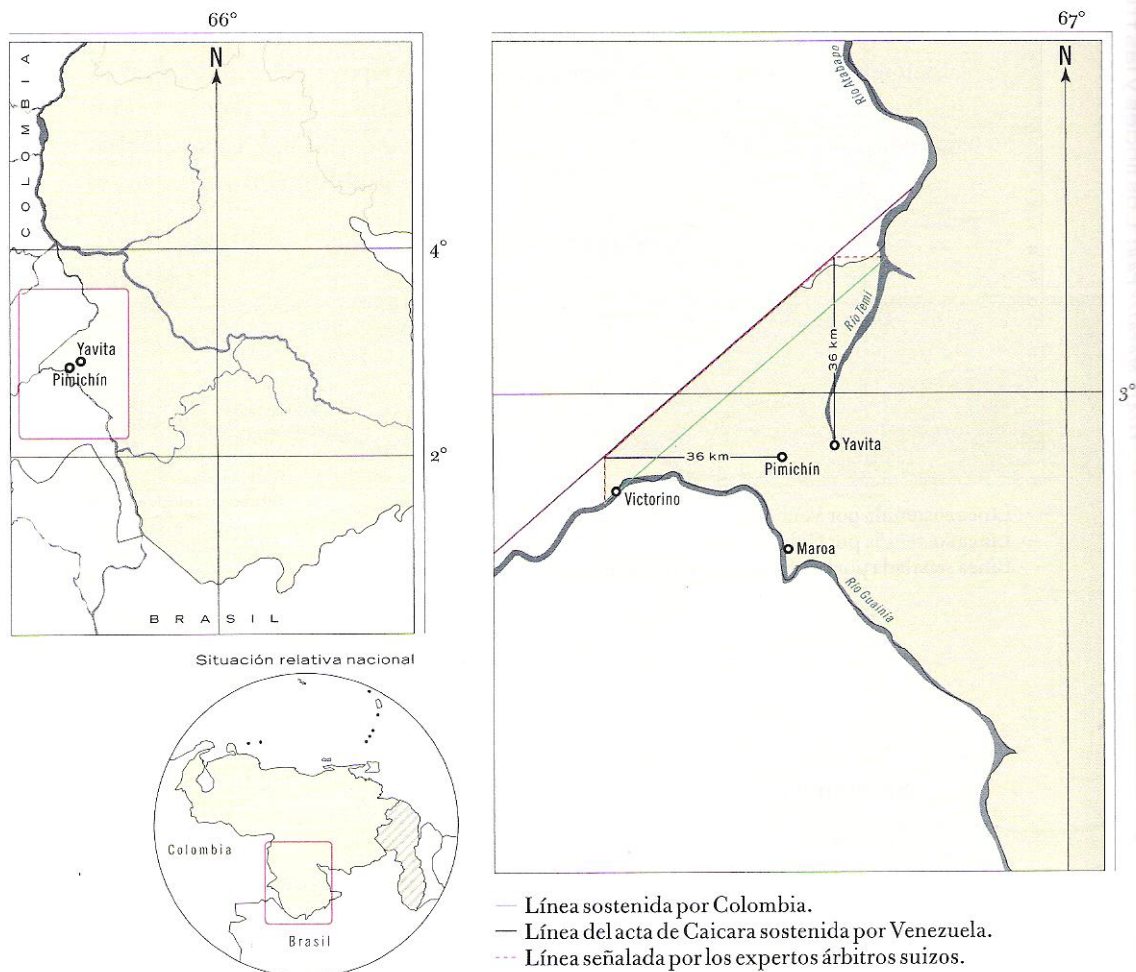 66°
N
COLOMBIA
4°
Yavita
Pimichín
2°
BRASIL
Situación relativa nacional
Colombia
Brasil
67°
N
Río Atabapo
Río Temi
36 km
3°
Yavita
36 km
Pimichín
Victorino
Maroa
Río Guainía
Línea sostenida por Colombia.
Línea del acta de Caicara sostenida por Venezuela.
Línea señalada por los expertos árbitros suizos.